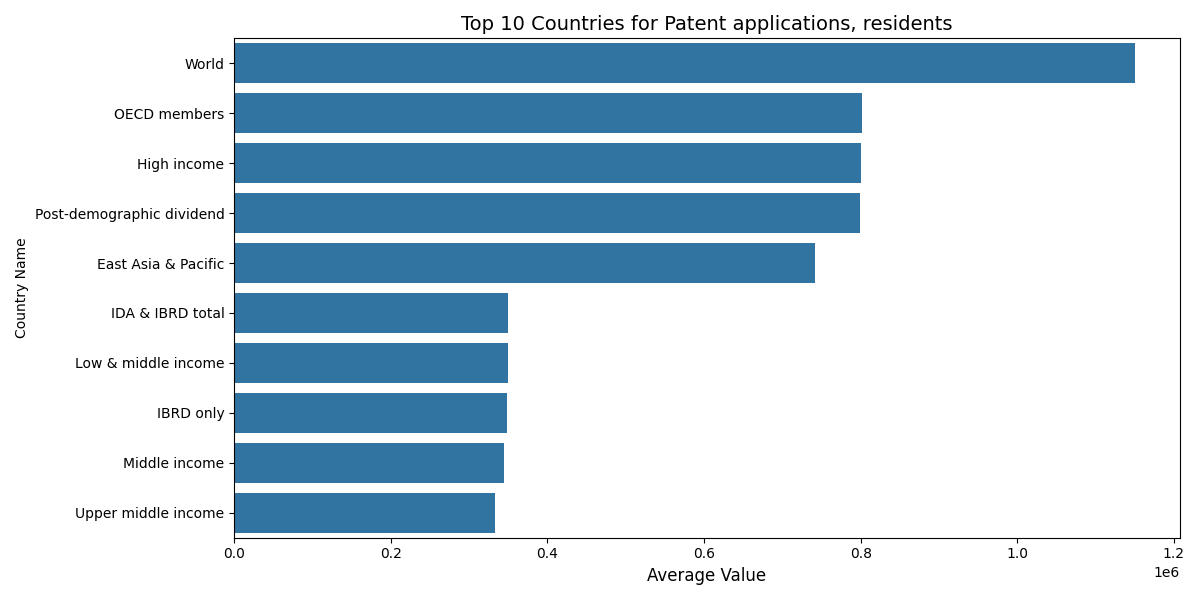 Top 10 Countries for Patent applications, residents
Country Name
World
OECD members
High income
Post-demographic dividend
East Asia & Pacific
IDA & IBRD total
Low & middle income
IBRD only
Middle income
Upper middle income
0.0 0.2 0.4 0.6 0.8 1.0 1.2
1e6
Average Value